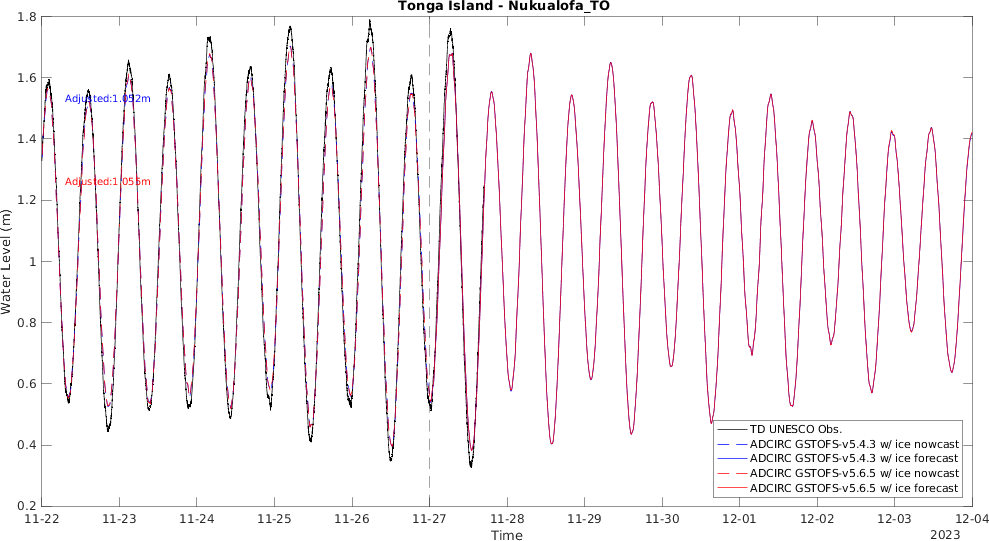 Tonga Island - Nukualofa_TO
1.8
1.6
1.4
1.2
1
0.8
0.6
0.4
0.2
Water Level (m)
Adjusted:1.052m
Adjusted:1.055m
TD UNESCO Obs.
ADCIRC GSTOFS-v5.4.3 w/ ice nowcast
ADCIRC GSTOFS-v5.4.3 w/ ice forecast
ADCIRC GSTOFS-v5.6.5 w/ ice nowcast
ADCIRC GSTOFS-v5.6.5 w/ ice forecast
11-22 11-23 11-24 11-25 11-26 11-27 11-28 11-29 11-30 12-01 12-02 12-03 12-04
Time
2023